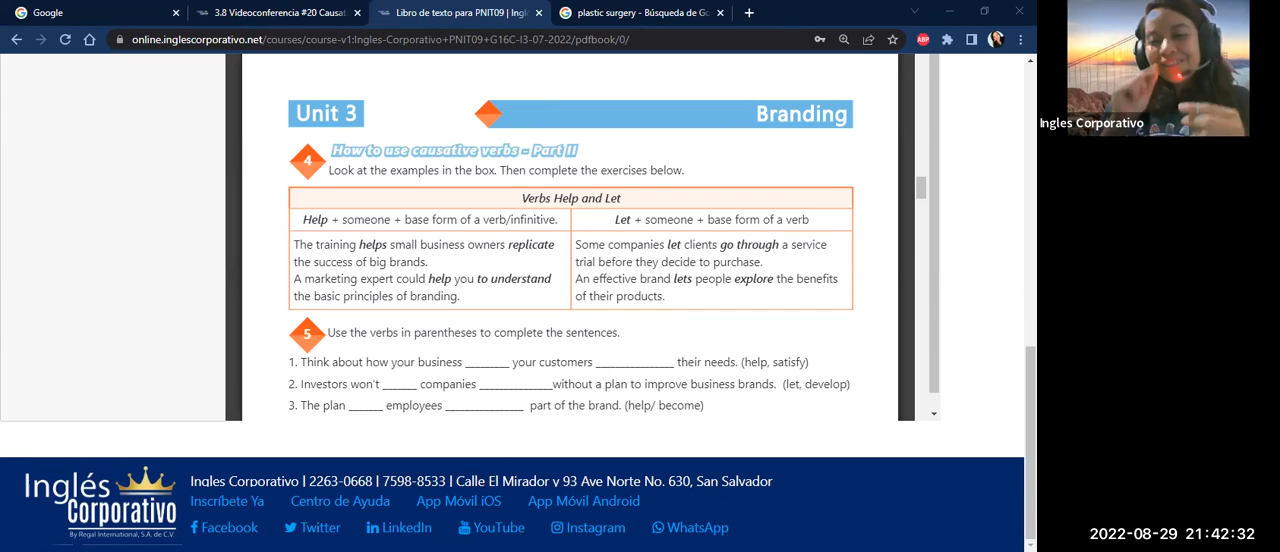 Google
3.8 Videoconferencia #20 Causat
Libro de texto para PNIT09 | Ingl
plastic surgery - Búsqueda de Go
online.inglescorporativo.net/courses/course-v1:Ingles-Corporativo+PNIT09+G16C-I3-07-2022/pdfbook/0/
ABP
Ingles Corporativo
Unit 3
Branding
4
How to use causative verbs - Part II
Look at the examples in the box. Then complete the exercises below.
Verbs Help and Let
Help + someone + base form of a verb/infinitive.
Let + someone + base form of a verb
The training helps small business owners replicate
the success of big brands.
A marketing expert could help you to understand
the basic principles of branding.
Some companies let clients go through a service
trial before they decide to purchase.
An effective brand lets people explore the benefits
of their products.
5
Use the verbs in parentheses to complete the sentences.
1. Think about how your business _________ your customers ________________ their needs. (help, satisfy)
2. Investors won't _______ companies _______________without a plan to improve business brands. (let, develop)
3. The plan _______ employees ________________ part of the brand. (help/ become)
Inglés
Corporativo
By Regal International, S.A. de C.V.
Ingles Corporativo | 2263-0668 | 7598-8533 | Calle El Mirador y 93 Ave Norte No. 630, San Salvador
Inscríbete Ya
Centro de Ayuda
App Móvil iOS
App Móvil Android
Facebook
Twitter
LinkedIn
YouTube
Instagram
WhatsApp
2022-08-29 21:42:32